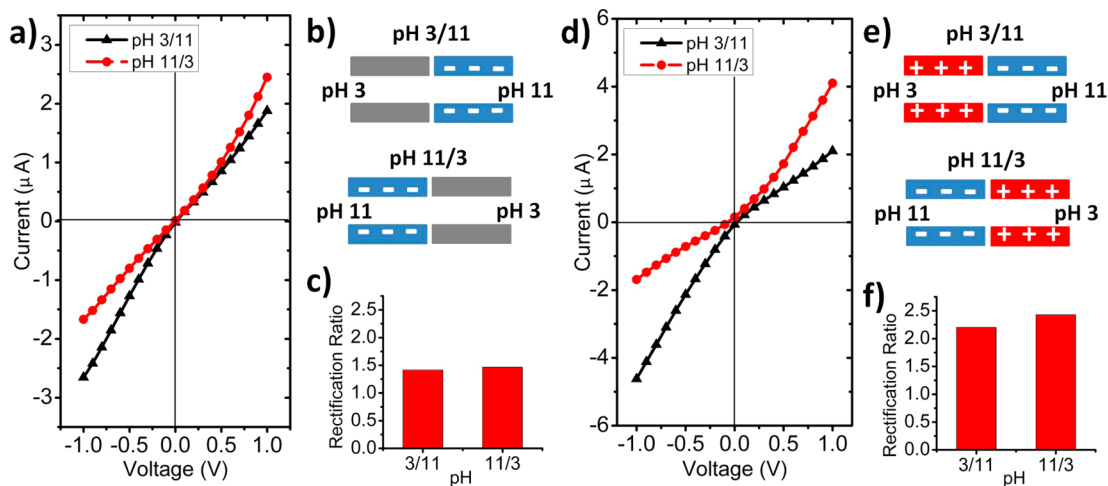 a)
3
2
1
0
-1
-2
-3
Current (μ A)
pH 3/11
pH 11/3
-1.0 -0.5 0.0 0.5 1.0
Voltage (V)
b)
pH 3/11
pH 3 pH 11
pH 11/3
pH 11 pH 3
c)
2.5
2.0
1.5
1.0
0.5
0.0
Rectification Ratio
3/11 11/3
pH
d)
6
4
2
0
-2
-4
-6
Current (μ A)
pH 3/11
pH 11/3
-1.0 -0.5 0.0 0.5 1.0
Voltage (V)
e)
pH 3/11
+ + + - - -
pH 3 pH 11
+ + + - - -
pH 11/3
- - - + + +
pH 11 pH 3
- - - + + +
f)
2.5
2.0
1.5
1.0
0.5
0.0
Rectification Ratio
3/11 11/3
pH